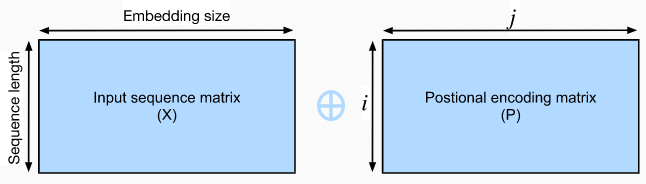 Embedding size
Sequence length
Input sequence matrix
(X)
j
i
Postional encoding matrix
(P)